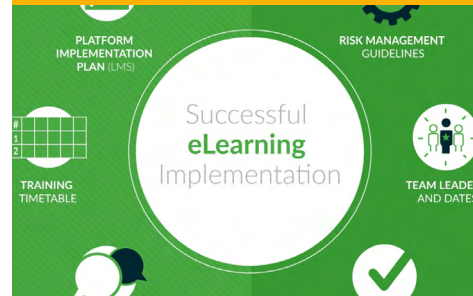 PLATFORM
IMPLEMENTATION
PLAN (LMS)
RISK MANAGEMENT
GUIDELINES
Successful
eLearning
Implementation
#
1
2
TRAINING
TIMETABLE
TEAM LEADE
AND DATES